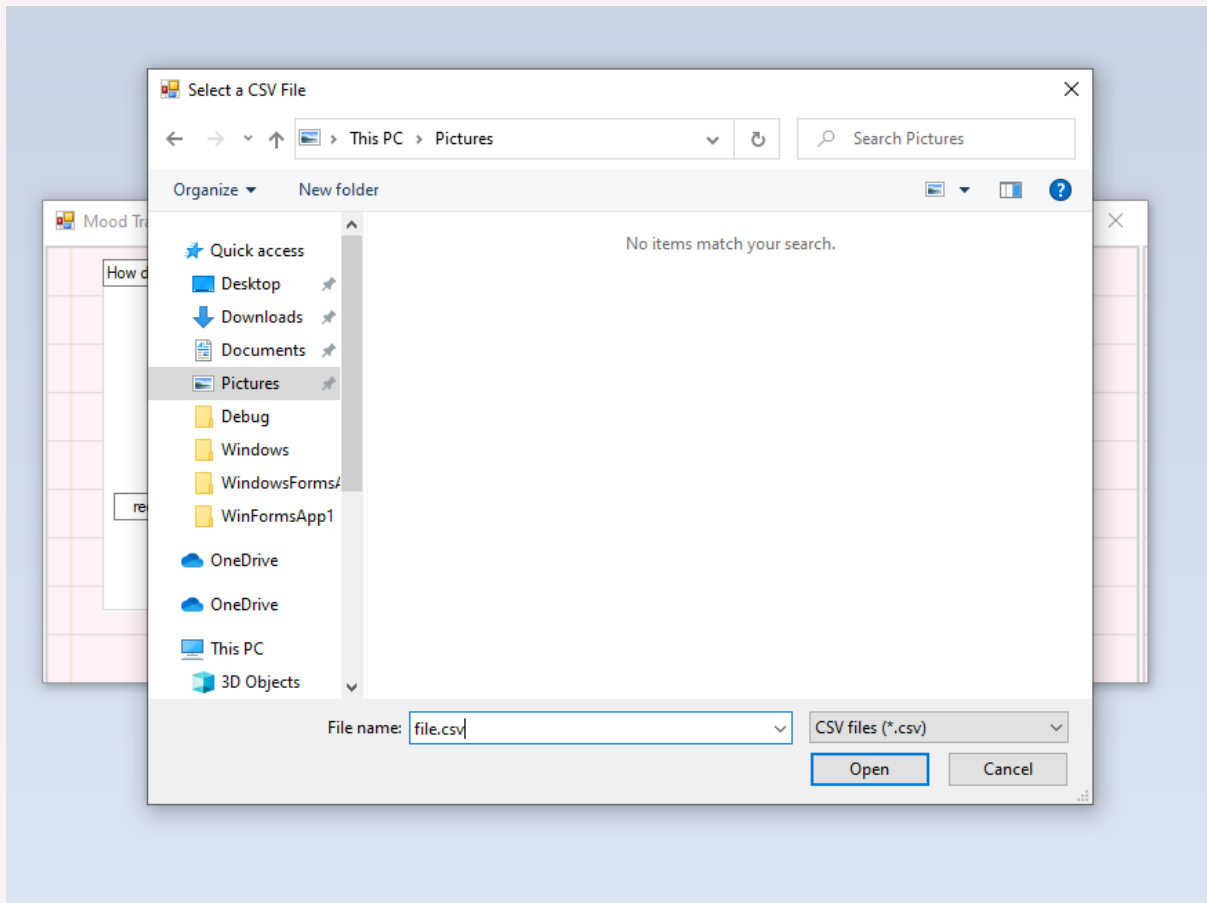 Select a CSV File
This PC
Pictures
Search Pictures
Organize
New folder
Mood Tra
How d
Quick access
Desktop
Downloads
Documents
Pictures
Debug
Windows
WindowsForms
WinFormsApp1
OneDrive
OneDrive
This PC
3D Objects
No items match your search.
re
File name:
file.csv
CSV files (*.csv)
Open
Cancel